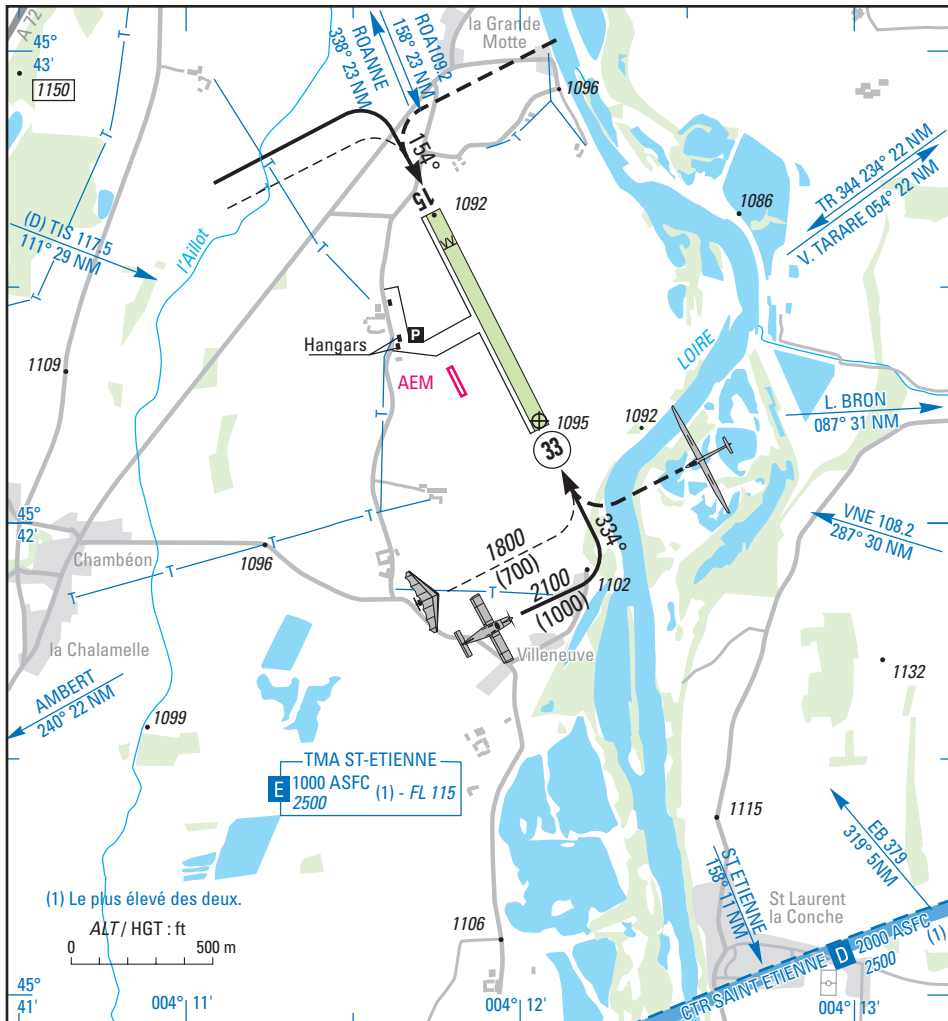 A 72
45°
43'
1150
ROANNE
338° 23 NM
ROA109.2
158° 23 NM
la Grande
Motte
1096
154°
15
1092
1086
TR 344 234° 22 NM
V. TARARE 054° 22 NM
(D) TIS 117.5
111° 29 NM
l'Aillot
T
T
T
T
T
T
T
T
T
T
T
T
T
T
Hangars
P
AEM
1109
LOIRE
1095
33
1092
L. BRON
087° 31 NM
45°
42'
Chambéon
1096
334°
VNE 108.2
287° 30 NM
1800
(700)
2100
(1000)
1102
la Chalamelle
Villeneuve
1132
AMBERT
240° 22 NM
1099
TMA ST-ETIENNE
E 1000 ASFC (1) - FL 115
2500
1115
EB 379
319° 5NM
ST ETIENNE
158° 11 NM
St Laurent
la Conche
(1) Le plus élevé des deux.
ALT / HGT : ft
0 500 m
1106
CTR SAINT ETIENNE D 2000 ASFC (1)
2500
45°
41'
004° 11'
004° 12'
004° 13'